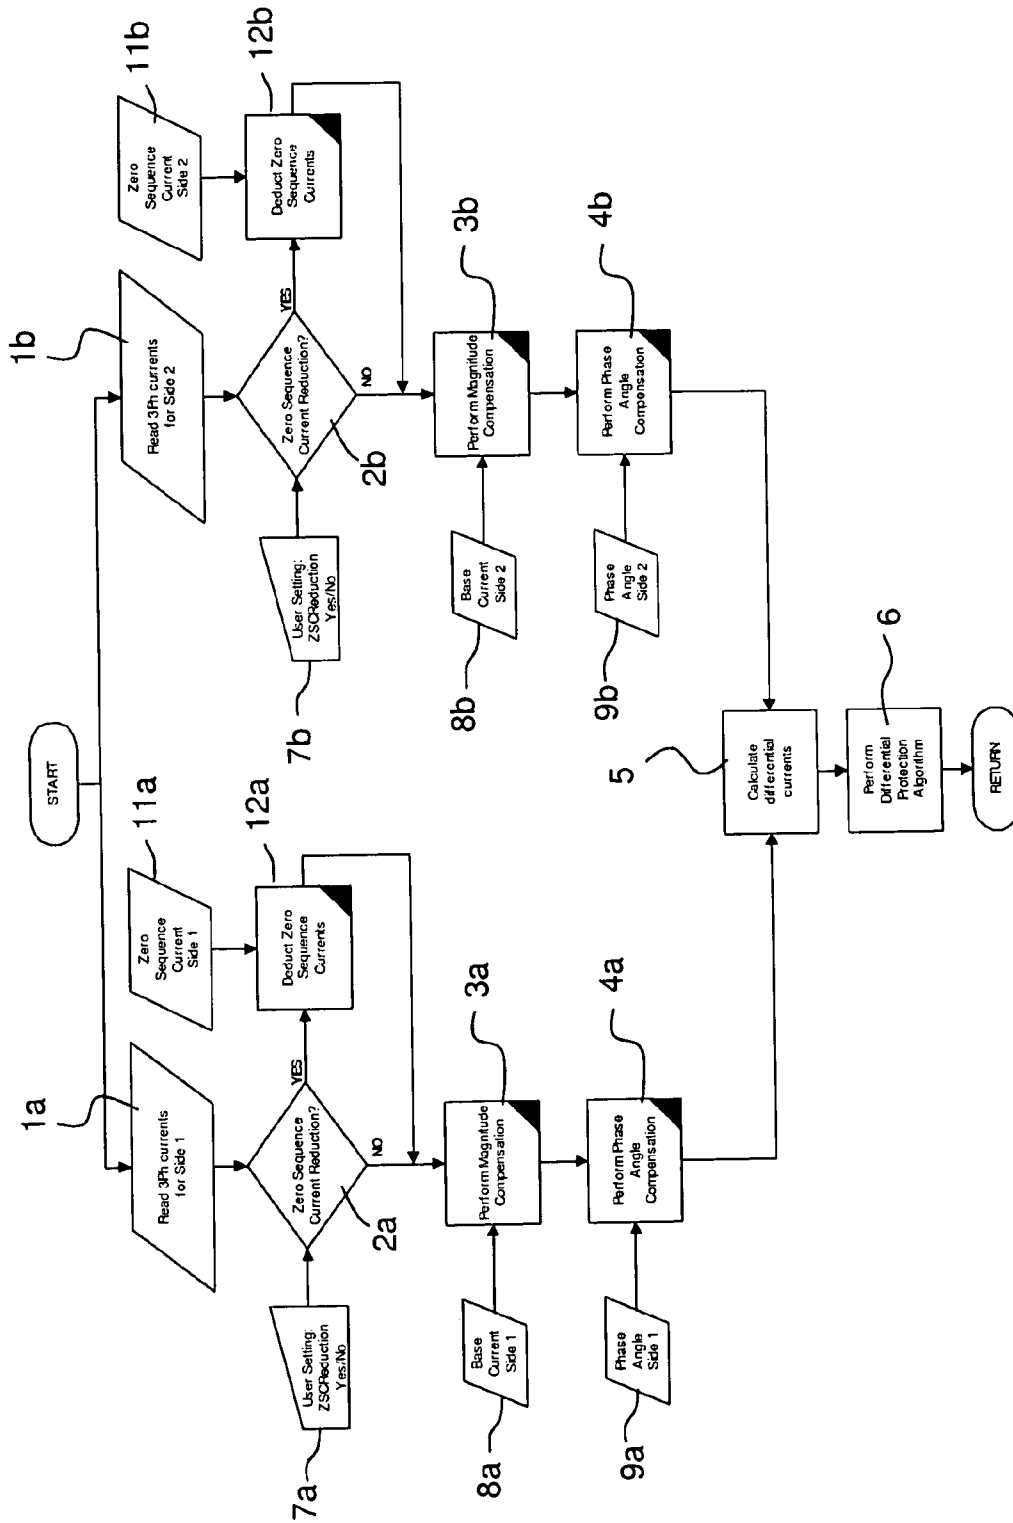 START
1a
Read 3Ph currents
for Side 1
11a
Zero
Sequence
Current
Side 1
1b
Read 3Ph currents
for Side 2
11b
Zero
Sequence
Current
Side 2
7a
User Setting:
ZSCReduction
Yes/No
Zero Sequence
Current Reduction?
2a
YES
NO
12a
Deduct Zero
Sequence
Currents
7b
User Setting:
ZSCReduction
Yes/No
Zero Sequence
Current Reduction?
2b
YES
NO
12b
Deduct Zero
Sequence
Currents
8a
Base
Current
Side 1
3a
Perform Magnitude
Compensation
8b
Base
Current
Side 2
3b
Perform Magnitude
Compensation
9a
Phase
Angle
Side 1
4a
Perform Phase
Angle
Compensation
9b
Phase
Angle
Side 2
4b
Perform Phase
Angle
Compensation
5
Calculate
differential
currents
6
Perform
Differential
Protection
Algorithm
RETURN